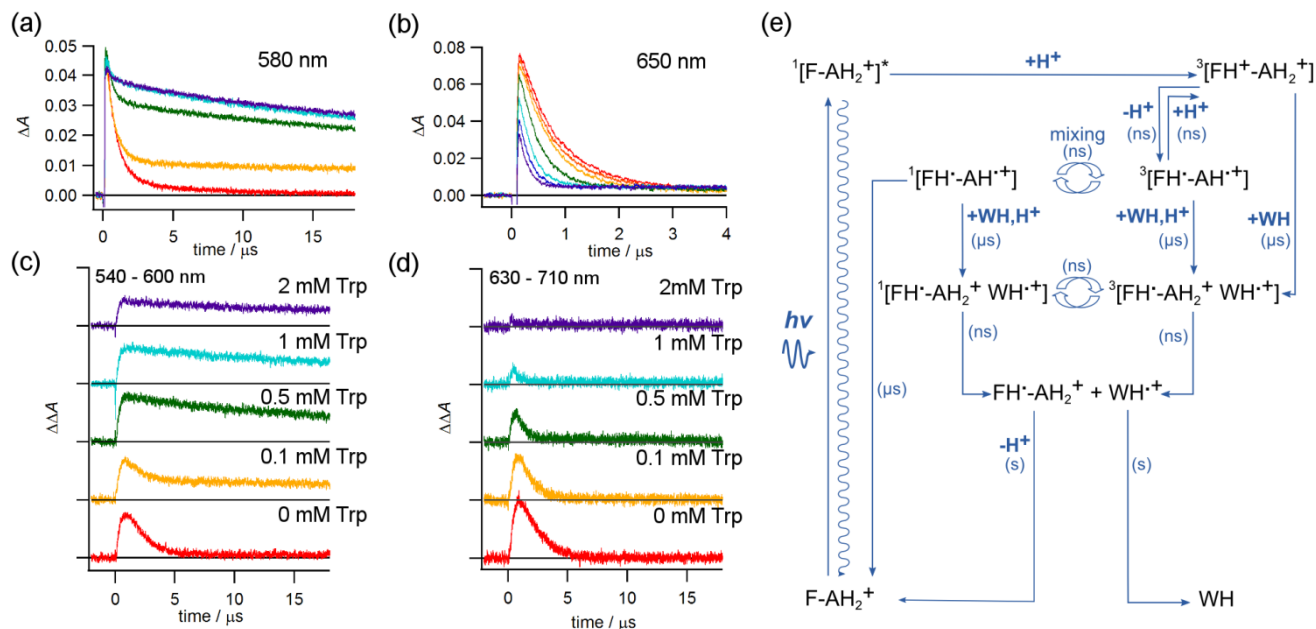 (a)
580 nm
0.05
0.04
0.03
0.02
0.01
0.00
ΔA
0 5 10 15
time / μs
(b)
650 nm
0.08
0.06
0.04
0.02
0.00
ΔA
0 1 2 3 4
time / μs
(c)
540 - 600 nm
2 mM Trp
1 mM Trp
0.5 mM Trp
0.1 mM Trp
0 mM Trp
ΔΔA
0 5 10 15
time / μs
(d)
630 - 710 nm
2mM Trp
1 mM Trp
0.5 mM Trp
0.1 mM Trp
0 mM Trp
0 5 10 15
time / μs
(e)
¹[F-AH₂⁺]*
+H⁺
³[FH⁺-AH₂⁺]
-H⁺
(ns)
+H⁺
(ns)
mixing
(ns)
¹[FH•-AH•⁺]
³[FH•-AH•⁺]
+WH,H⁺
(μs)
+WH,H⁺
(μs)
+WH
(μs)
(ns)
¹[FH•-AH₂⁺ WH•⁺]
³[FH•-AH₂⁺ WH•⁺]
hν
(ns)
(ns)
(μs)
FH•-AH₂⁺ + WH•⁺
-H⁺
(s)
(s)
F-AH₂⁺
WH